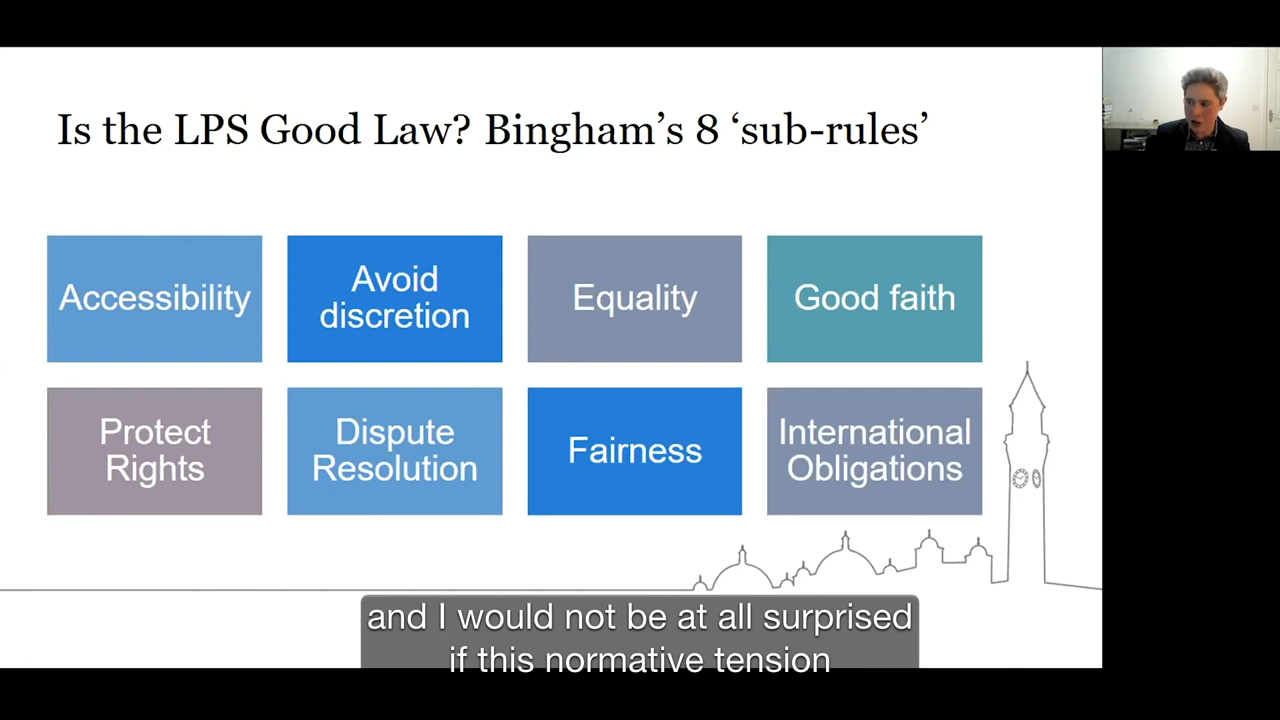 Is the LPS Good Law? Bingham’s 8 ‘sub-rules’
Accessibility
Avoid
discretion
Equality
Good faith
Protect
Rights
Dispute
Resolution
Fairness
International
Obligations
and I would not be at all surprised
if this normative tension